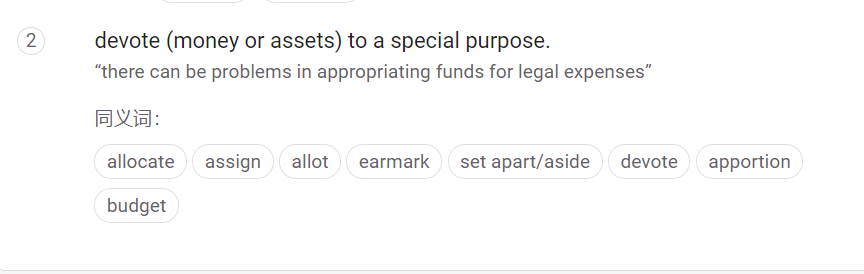 2
devote (money or assets) to a special purpose.
“there can be problems in appropriating funds for legal expenses”
同义词：
allocate assign allot earmark set apart/aside devote apportion
budget